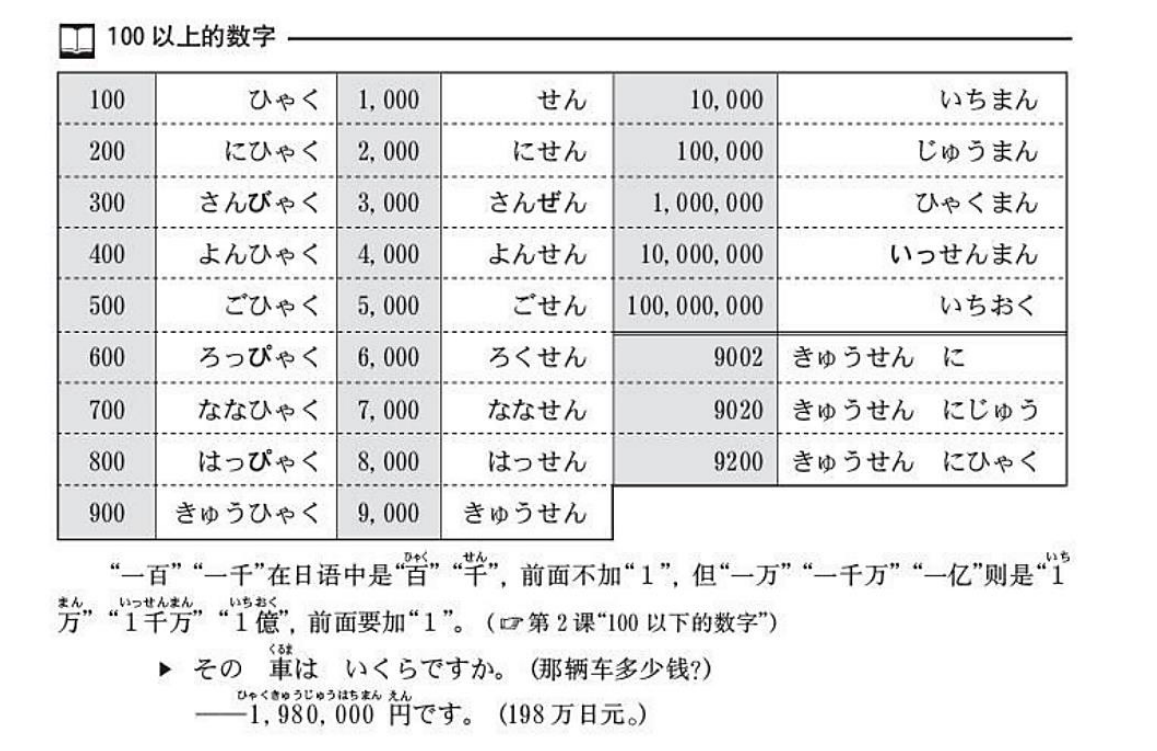 100 以上的数字
100 ひゃく 1,000 せん 10,000 いちまん
200 にひゃく 2,000 にせん 100,000 じゅうまん
300 さんびゃく 3,000 さんぜん 1,000,000 ひゃくまん
400 よんひゃく 4,000 よんせん 10,000,000 いっせんまん
500 ごひゃく 5,000 ごせん 100,000,000 いちおく
600 ろっぴゃく 6,000 ろくせん 9002 きゅうせん に
700 ななひゃく 7,000 ななせん 9020 きゅうせん にじゅう
800 はっぴゃく 8,000 はっせん 9200 きゅうせん にひゃく
900 きゅうひゃく 9,000 きゅうせん
ひゃく せん いち
“一百” “一千”在日语中是“百” “千”, 前面不加“1”, 但“一万” “一千万” “一亿”则是“1
まん いっせんまん いちおく
万” “1千万” “1億”, 前面要加“1”。(☞第 2 课“100 以下的数字”)
くるま
▶ その 車は いくらですか。(那辆车多少钱?)
ひゃくきゅうじゅうはちまん えん
——1,980,000 円です。(198 万日元。)